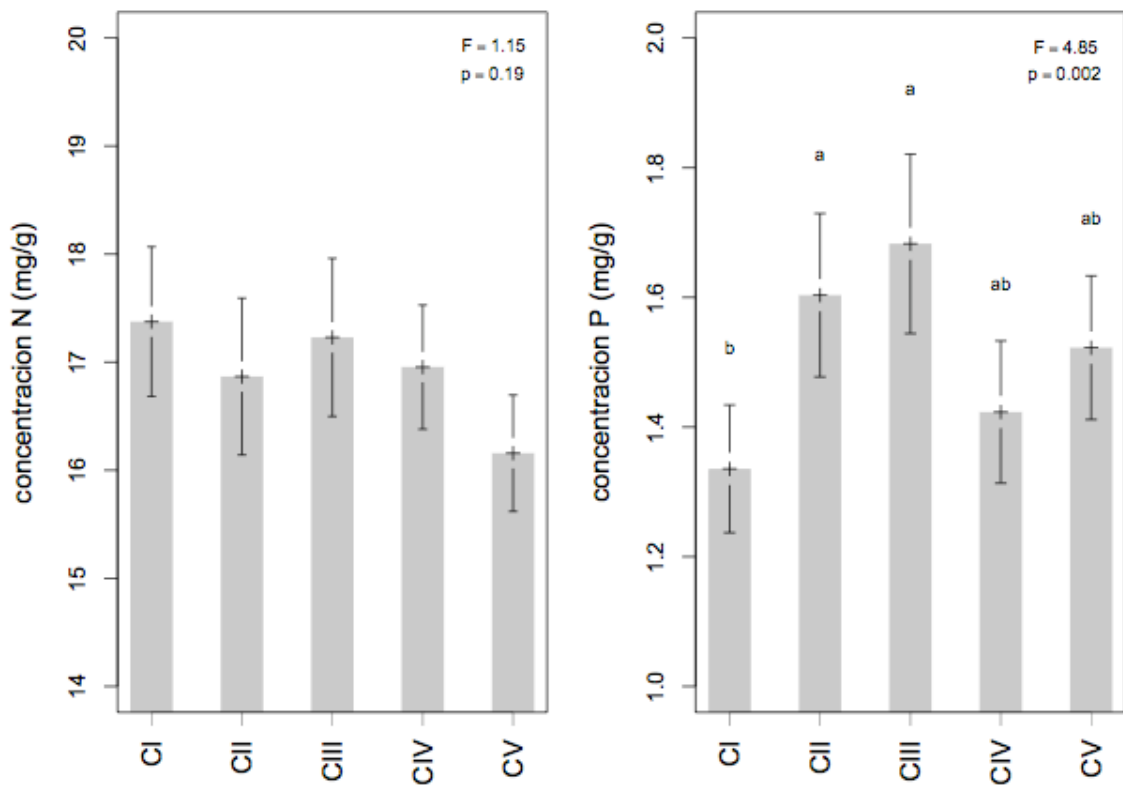 concentracion N (mg/g)
20
19
18
17
16
15
14
F = 1.15
p = 0.19
CI
CII
CIII
CIV
CV
concentracion P (mg/g)
2.0
1.8
1.6
1.4
1.2
1.0
F = 4.85
p = 0.002
b
a
a
ab
ab
CI
CII
CIII
CIV
CV